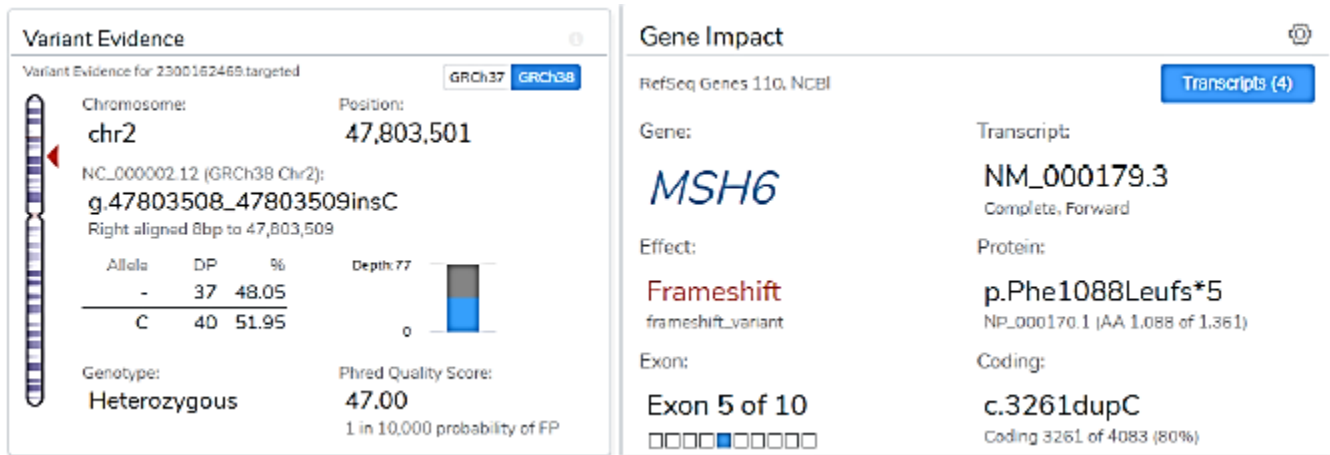 Variant Evidence
Variant Evidence for 2300162469.targeted
GRCh37 GRCh38
Chromosome: Position:
chr2 47,803,501
NC_000002.12 (GRCh38 Chr2):
g.47803508_47803509insC
Right aligned 8bp to 47,803,509
Allele DP % Depth: 77
- 37 48.05
C 40 51.95
0
Genotype: Phred Quality Score:
Heterozygous 47.00
1 in 10,000 probability of FP
Gene Impact
RefSeq Genes 110, NCBI
Transcripts (4)
Gene: Transcript:
MSH6 NM_000179.3
Complete, Forward
Effect: Protein:
Frameshift p.Phe1088Leufs*5
frameshift_variant NP_000170.1 (AA 1,088 of 1,361)
Exon: Coding:
Exon 5 of 10 c.3261dupC
Coding 3261 of 4083 (80%)